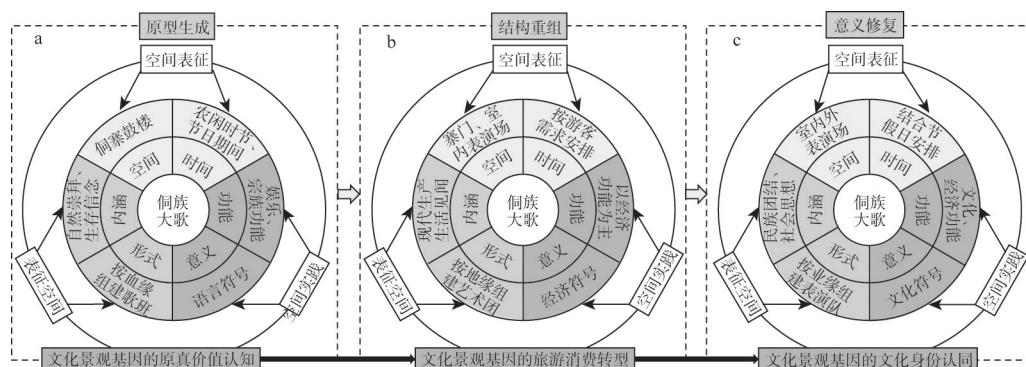 原型生成
a
空间表征
侗寨鼓楼
农闲时节、
节日期间
空间
时间
自然崇拜、
生存信念
内涵
侗族
大歌
功能
娱乐、
宗族功能
形式
意义
按血缘
组建歌班
语言符号
表征空间
空间实践
文化景观基因的原真价值认知
结构重组
b
空间表征
寨门、室
内表演场
按游客
需求安排
空间
时间
现代生产
生活见闻
内涵
侗族
大歌
功能
以经济
功能为主
形式
意义
按地缘组
建艺术团
经济符号
表征空间
空间实践
文化景观基因的旅游消费转型
意义修复
c
空间表征
室内外
表演场
结合节
假日安排
空间
时间
民族团结、
社会思想
内涵
侗族
大歌
功能
文化、
经济功能
形式
意义
按业缘组
建表演队
文化符号
表征空间
空间实践
文化景观基因的文化身份认同